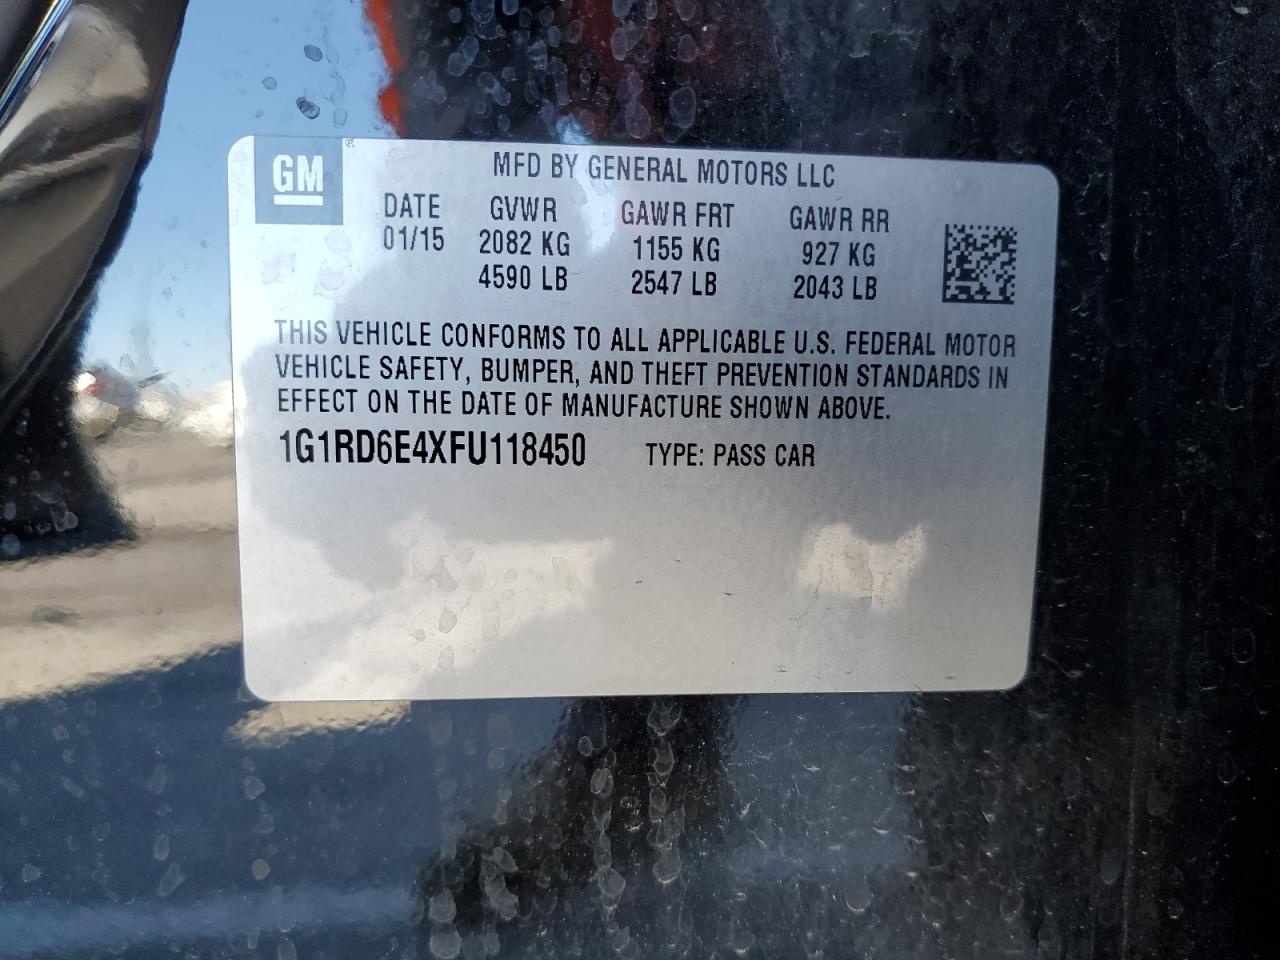 GM
MFD BY GENERAL MOTORS LLC
DATE GVWR GAWR FRT GAWR RR
01/15 2082 KG 1155 KG 927 KG
4590 LB 2547 LB 2043 LB
THIS VEHICLE CONFORMS TO ALL APPLICABLE U.S. FEDERAL MOTOR
VEHICLE SAFETY, BUMPER, AND THEFT PREVENTION STANDARDS IN
EFFECT ON THE DATE OF MANUFACTURE SHOWN ABOVE.
1G1RD6E4XFU118450 TYPE: PASS CAR